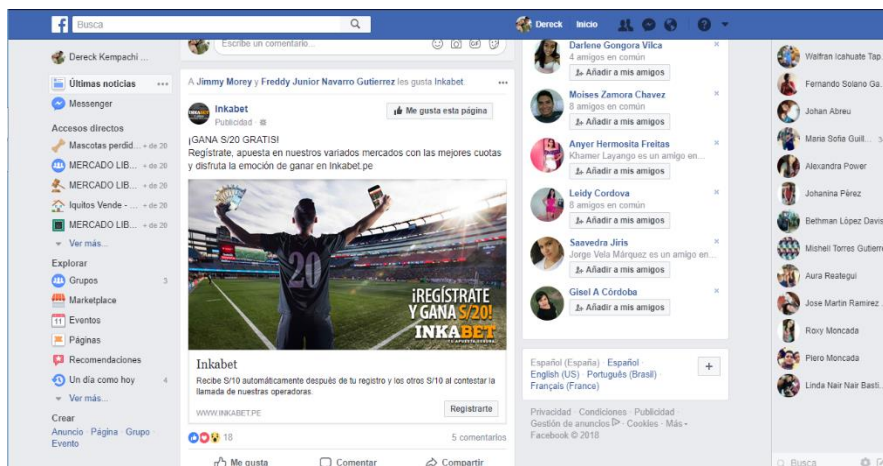 Busca
Dereck Inicio
Dereck Kempachi ...
Últimas noticias
Messenger
Accesos directos
Mascotas perdid... + de 20
MERCADO LIB... + de 20
MERCADO LIB... + de 20
Iquitos Vende - ... + de 20
MERCADO LIB... + de 20
Ver más...
Explorar
Grupos 3
Marketplace
Eventos
Páginas
Recomendaciones
Un día como hoy 4
Ver más...
Crear
Anuncio · Página · Grupo ·
Evento
Escribe un comentario...
A Jimmy Morey y Freddy Junior Navarro Gutierrez les gusta Inkabet.
Inkabet
Publicidad ·
Me gusta esta página
¡GANA S/20 GRATIS!
Regístrate, apuesta en nuestros variados mercados con las mejores cuotas
y disfruta la emoción de ganar en Inkabet.pe
20
¡REGÍSTRATE
Y GANA S/20!
INKABET
TU APUESTA PERUANA
Inkabet
Recibe S/10 automáticamente después de tu registro y los otros S/10 al contestar la
llamada de nuestras operadoras.
WWW.INKABET.PE
Registrarte
18
5 comentarios
Me gusta Comentar Compartir
Darlene Gongora Vilca
4 amigos en común
Añadir a mis amigos
Moises Zamora Chavez
8 amigos en común
Añadir a mis amigos
Anyer Hermosita Freitas
Khamer Layango es un amigo en...
Añadir a mis amigos
Leidy Cordova
8 amigos en común
Añadir a mis amigos
Saavedra Jiris
Jorge Vela Márquez es un amigo en...
Añadir a mis amigos
Gisel A Córdoba
Añadir a mis amigos
Español (España) · Español ·
English (US) · Português (Brasil) ·
Français (France)
Privacidad · Condiciones · Publicidad ·
Gestión de anuncios · Cookies · Más
Facebook © 2018
Walfran Icahuate Tap...
Fernando Solano Ga...
Johan Abreu
Maria Sofia Guill...
Alexandra Power
Johanina Pèrez
Bethman López Davis
Mishell Torres Gutierre
Aura Reategui
Jose Martin Ramirez
Roxy Moncada
Piero Moncada
Linda Nair Nair Basti...
Busca